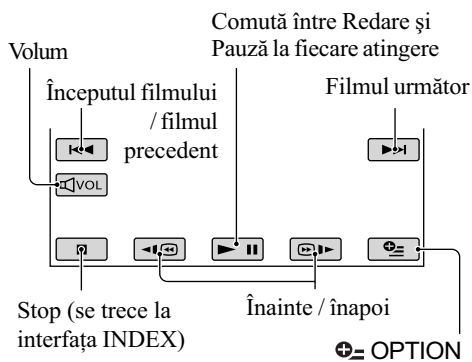 Comută între Redare şi
Pauză la fiecare atingere
Volum
Începutul filmului
/ filmul
precedent
Filmul următor
VOL
Stop (se trece la
interfaţa INDEX)
Înainte / înapoi
OPTION